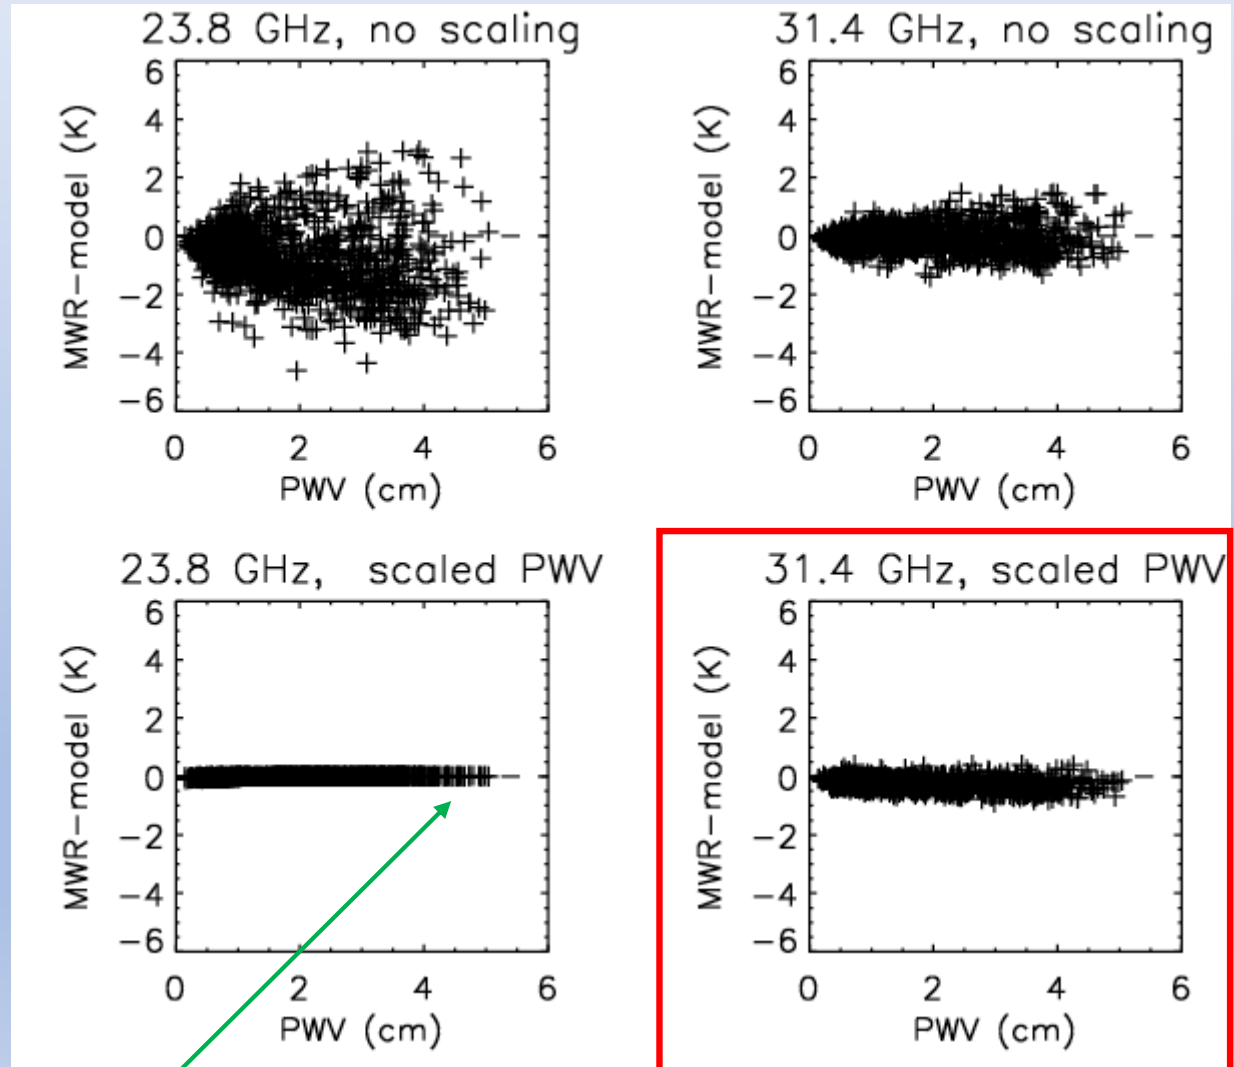 23.8 GHz, no scaling
6
4
2
0
−2
−4
−6
MWR−model (K)
0 2 4 6
PWV (cm)
31.4 GHz, no scaling
6
4
2
0
−2
−4
−6
MWR−model (K)
0 2 4 6
PWV (cm)
23.8 GHz, scaled PWV
6
4
2
0
−2
−4
−6
MWR−model (K)
0 2 4 6
PWV (cm)
31.4 GHz, scaled PWV
6
4
2
0
−2
−4
−6
MWR−model (K)
0 2 4 6
PWV (cm)